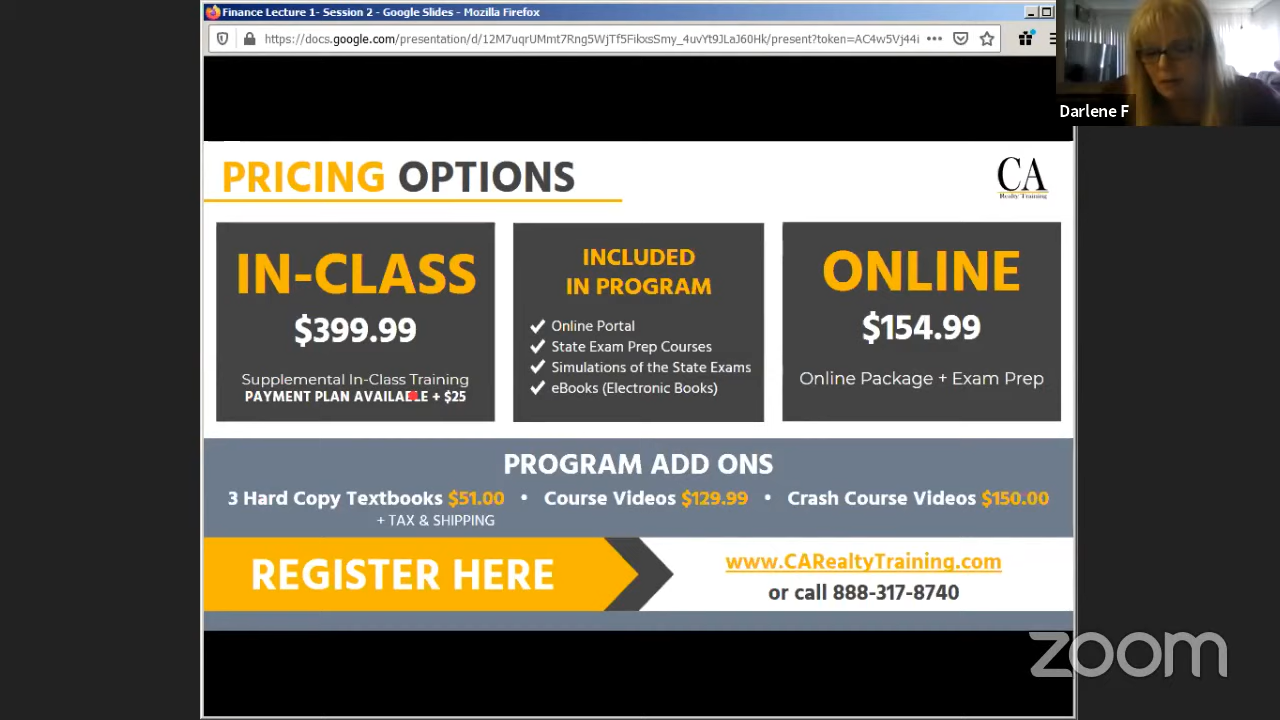 Finance Lecture 1- Session 2 - Google Slides - Mozilla Firefox
https://docs.google.com/presentation/d/12M7uqrUMmt7Rng5WjTf5FikxsSmy_4uvYt9JLaJ60Hk/present?token=AC4w5Vj44i
Darlene F
PRICING OPTIONS
CA
Realty Training
IN-CLASS
$399.99
Supplemental In-Class Training
PAYMENT PLAN AVAILABLE + $25
INCLUDED
IN PROGRAM
Online Portal
State Exam Prep Courses
Simulations of the State Exams
eBooks (Electronic Books)
ONLINE
$154.99
Online Package + Exam Prep
PROGRAM ADD ONS
3 Hard Copy Textbooks $51.00 • Course Videos $129.99 • Crash Course Videos $150.00
+ TAX & SHIPPING
REGISTER HERE
www.CARealtyTraining.com
or call 888-317-8740
zoom